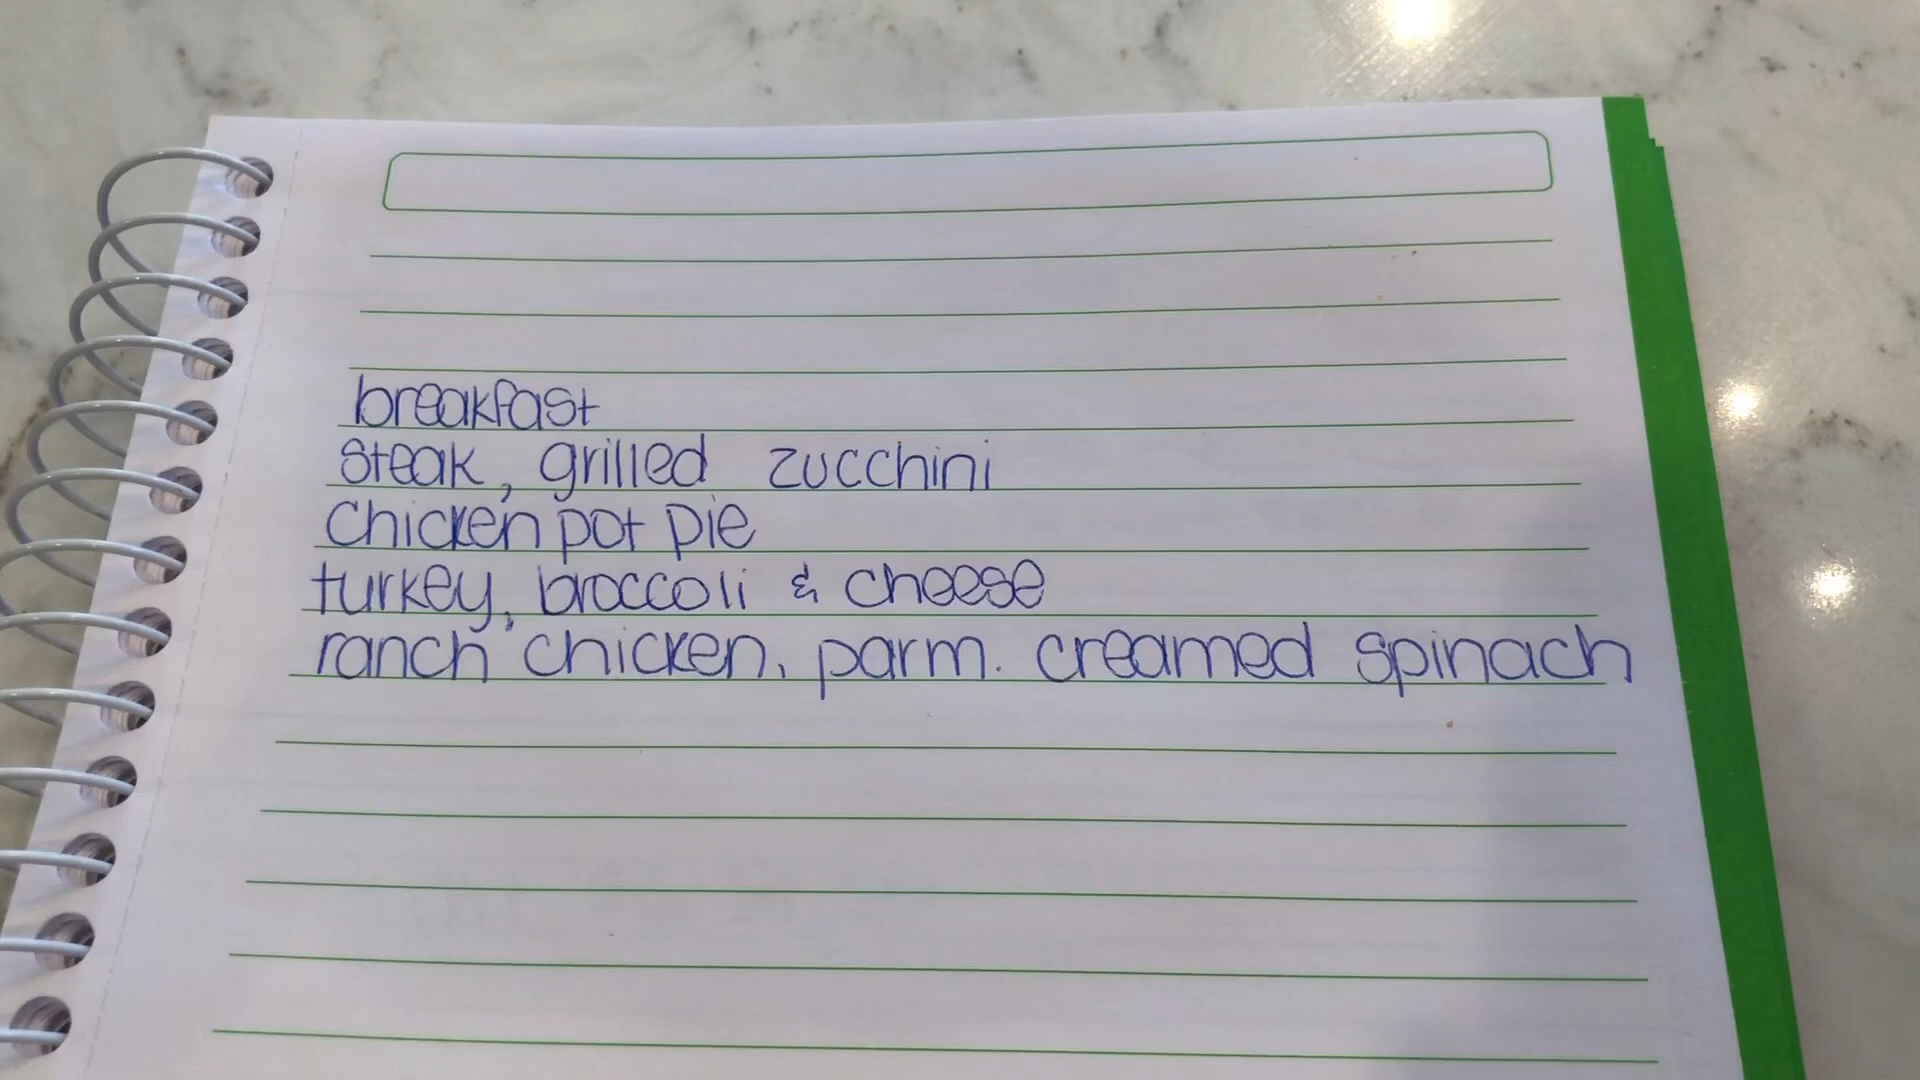 breakfast
steak, grilled zucchini
Chicken pot pie
turkey, broccoli & cheese
ranch chicken, parm. creamed spinach